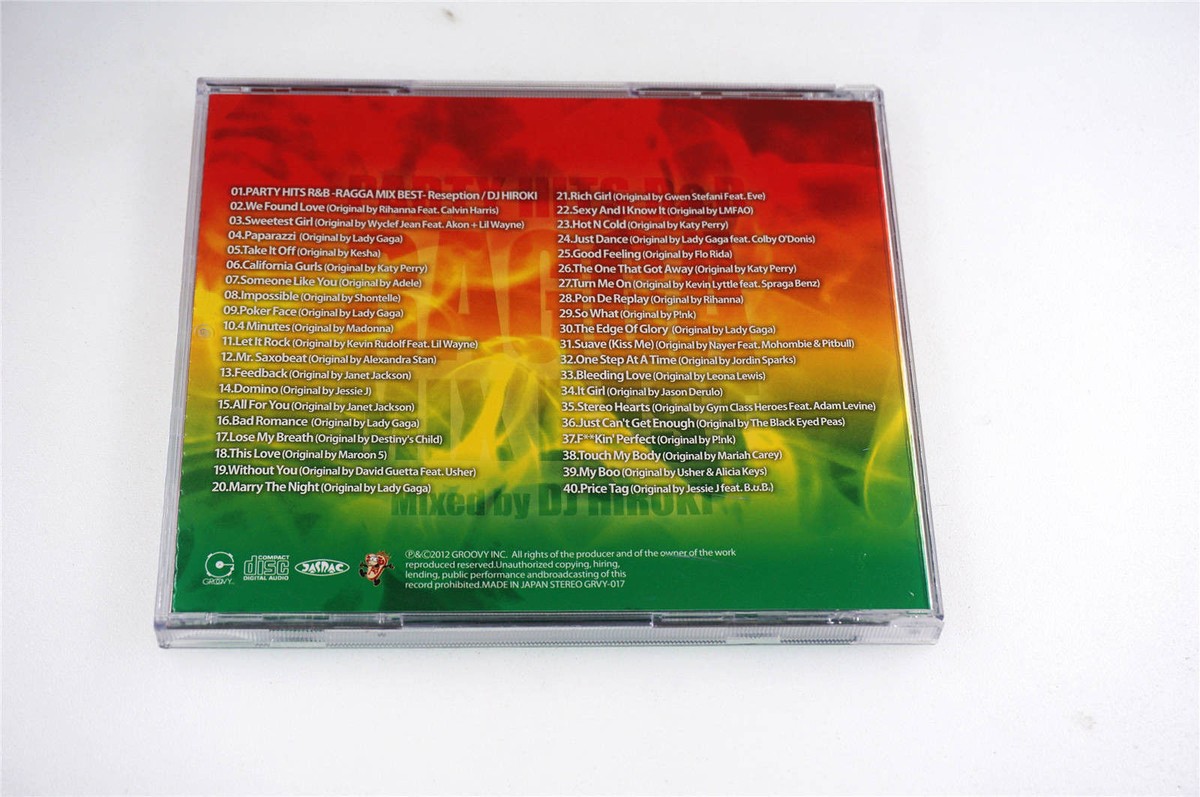 01.PARTY HITS R&B -RAGGA MIX BEST- Reseption / DJ HIROKI
02.We Found Love (Original by Rihanna Feat. Calvin Harris)
03.Sweetest Girl (Original by Wyclef Jean Feat. Akon + Lil Wayne)
04.Paparazzi (Original by Lady Gaga)
05.Take It Off (Original by Kesha)
06.California Gurls (Original by Katy Perry)
07.Someone Like You (Original by Adele)
08.Impossible (Original by Shontelle)
09.Poker Face (Original by Lady Gaga)
10.4 Minutes (Original by Madonna)
11.Let It Rock (Original by Kevin Rudolf Feat. Lil Wayne)
12.Mr. Saxobeat (Original by Alexandra Stan)
13.Feedback (Original by Janet Jackson)
14.Domino (Original by Jessie J)
15.All For You (Original by Janet Jackson)
16.Bad Romance (Original by Lady Gaga)
17.Lose My Breath (Original by Destiny's Child)
18.This Love (Original by Maroon 5)
19.Without You (Original by David Guetta Feat. Usher)
20.Marry The Night (Original by Lady Gaga)
21.Rich Girl (Original by Gwen Stefani Feat. Eve)
22.Sexy And I Know It (Original by LMFAO)
23.Hot N Cold (Original by Katy Perry)
24.Just Dance (Original by Lady Gaga feat. Colby O'Donis)
25.Good Feeling (Original by Flo Rida)
26.The One That Got Away (Original by Katy Perry)
27.Turn Me On (Original by Kevin Lyttle feat. Spraga Benz)
28.Pon De Replay (Original by Rihanna)
29.So What (Original by P!nk)
30.The Edge Of Glory (Original by Lady Gaga)
31.Suave (Kiss Me) (Original by Nayer Feat. Mohombie & Pitbull)
32.One Step At A Time (Original by Jordin Sparks)
33.Bleeding Love (Original by Leona Lewis)
34.It Girl (Original by Jason Derulo)
35.Stereo Hearts (Original by Gym Class Heroes Feat. Adam Levine)
36.Just Can't Get Enough (Original by The Black Eyed Peas)
37.F**Kin' Perfect (Original by P!nk)
38.Touch My Body (Original by Mariah Carey)
39.My Boo (Original by Usher & Alicia Keys)
40.Price Tag (Original by Jessie J feat. B.o.B.)
Mixed by DJ HIROKI
GROOVY INC.
COMPACT
disc
DIGITAL AUDIO
JASRAC
℗&©2012 GROOVY INC. All rights of the producer and of the owner of the work
reproduced reserved.Unauthorized copying, hiring,
lending, public performance andbroadcasting of this
record prohibited.MADE IN JAPAN STEREO GRVY-017